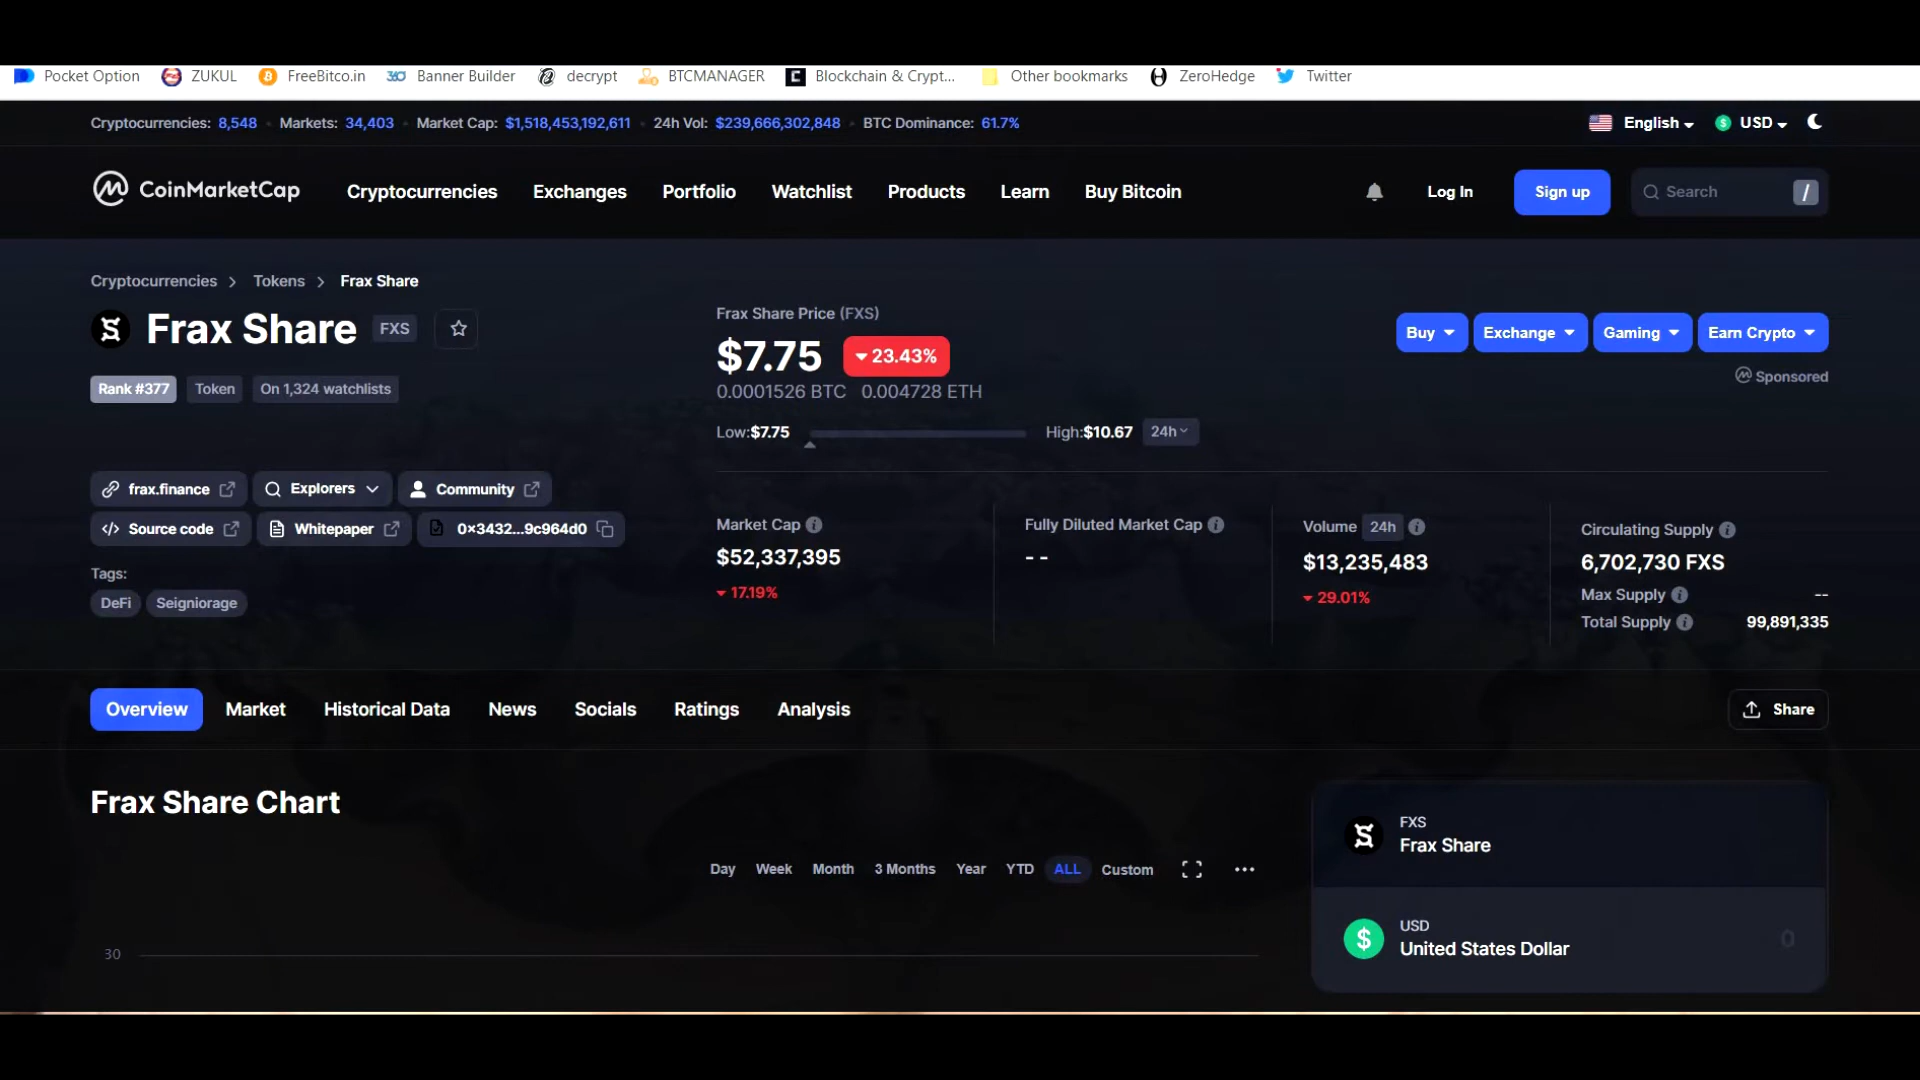 Pocket Option ZUKUL FreeBitco.in Banner Builder decrypt BTCMANAGER Blockchain & Crypt... Other bookmarks ZeroHedge Twitter
Cryptocurrencies: 8,548 Markets: 34,403 Market Cap: $1,518,453,192,611 24h Vol: $239,666,302,848 BTC Dominance: 61.7% English USD
CoinMarketCap Cryptocurrencies Exchanges Portfolio Watchlist Products Learn Buy Bitcoin Log In Sign up Search /
Cryptocurrencies > Tokens > Frax Share
Frax Share FXS
Rank #377 Token On 1,324 watchlists
frax.finance Explorers Community
Source code Whitepaper 0x3432...9c964d0
Tags:
DeFi Seigniorage
Frax Share Price (FXS)
$7.75 23.43%
0.0001526 BTC 0.004728 ETH
Low:$7.75 High:$10.67 24h
Buy Exchange Gaming Earn Crypto
Sponsored
Market Cap
$52,337,395
17.19%
Fully Diluted Market Cap
- -
Volume 24h
$13,235,483
29.01%
Circulating Supply
6,702,730 FXS
Max Supply --
Total Supply 99,891,335
Overview Market Historical Data News Socials Ratings Analysis Share
Frax Share Chart
Day Week Month 3 Months Year YTD ALL Custom
30
FXS
Frax Share
USD
United States Dollar
0